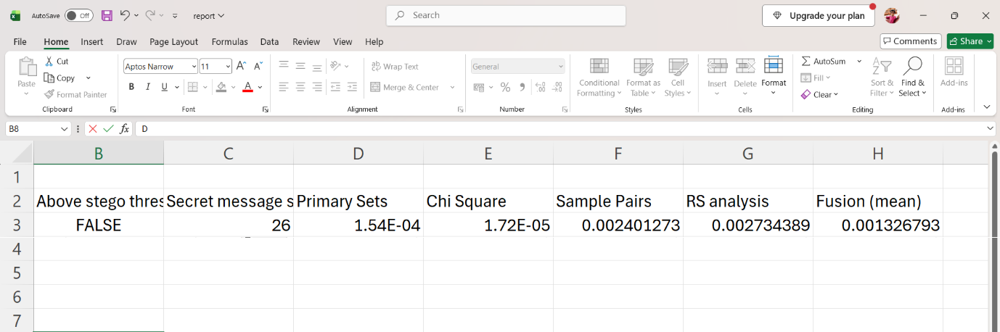 AutoSave Off report Search Upgrade your plan
File Home Insert Draw Page Layout Formulas Data Review View Help Comments Share
Paste
Cut
Copy
Format Painter
Clipboard
Aptos Narrow 11 A^ A˅
B I U A
Font
ab Wrap Text
Merge & Center
Alignment
General
% 9
Number
Conditional Formatting
Format as Table
Cell Styles
Styles
Insert Delete Format
Cells
AutoSum
Fill
Clear
Sort & Filter
Find & Select
Editing
Add-ins
Add-ins
B8 fx D
B C D E F G H
1
2 Above stego thres Secret message s Primary Sets Chi Square Sample Pairs RS analysis Fusion (mean)
3 FALSE 26 1.54E-04 1.72E-05 0.002401273 0.002734389 0.001326793
4
5
6
7